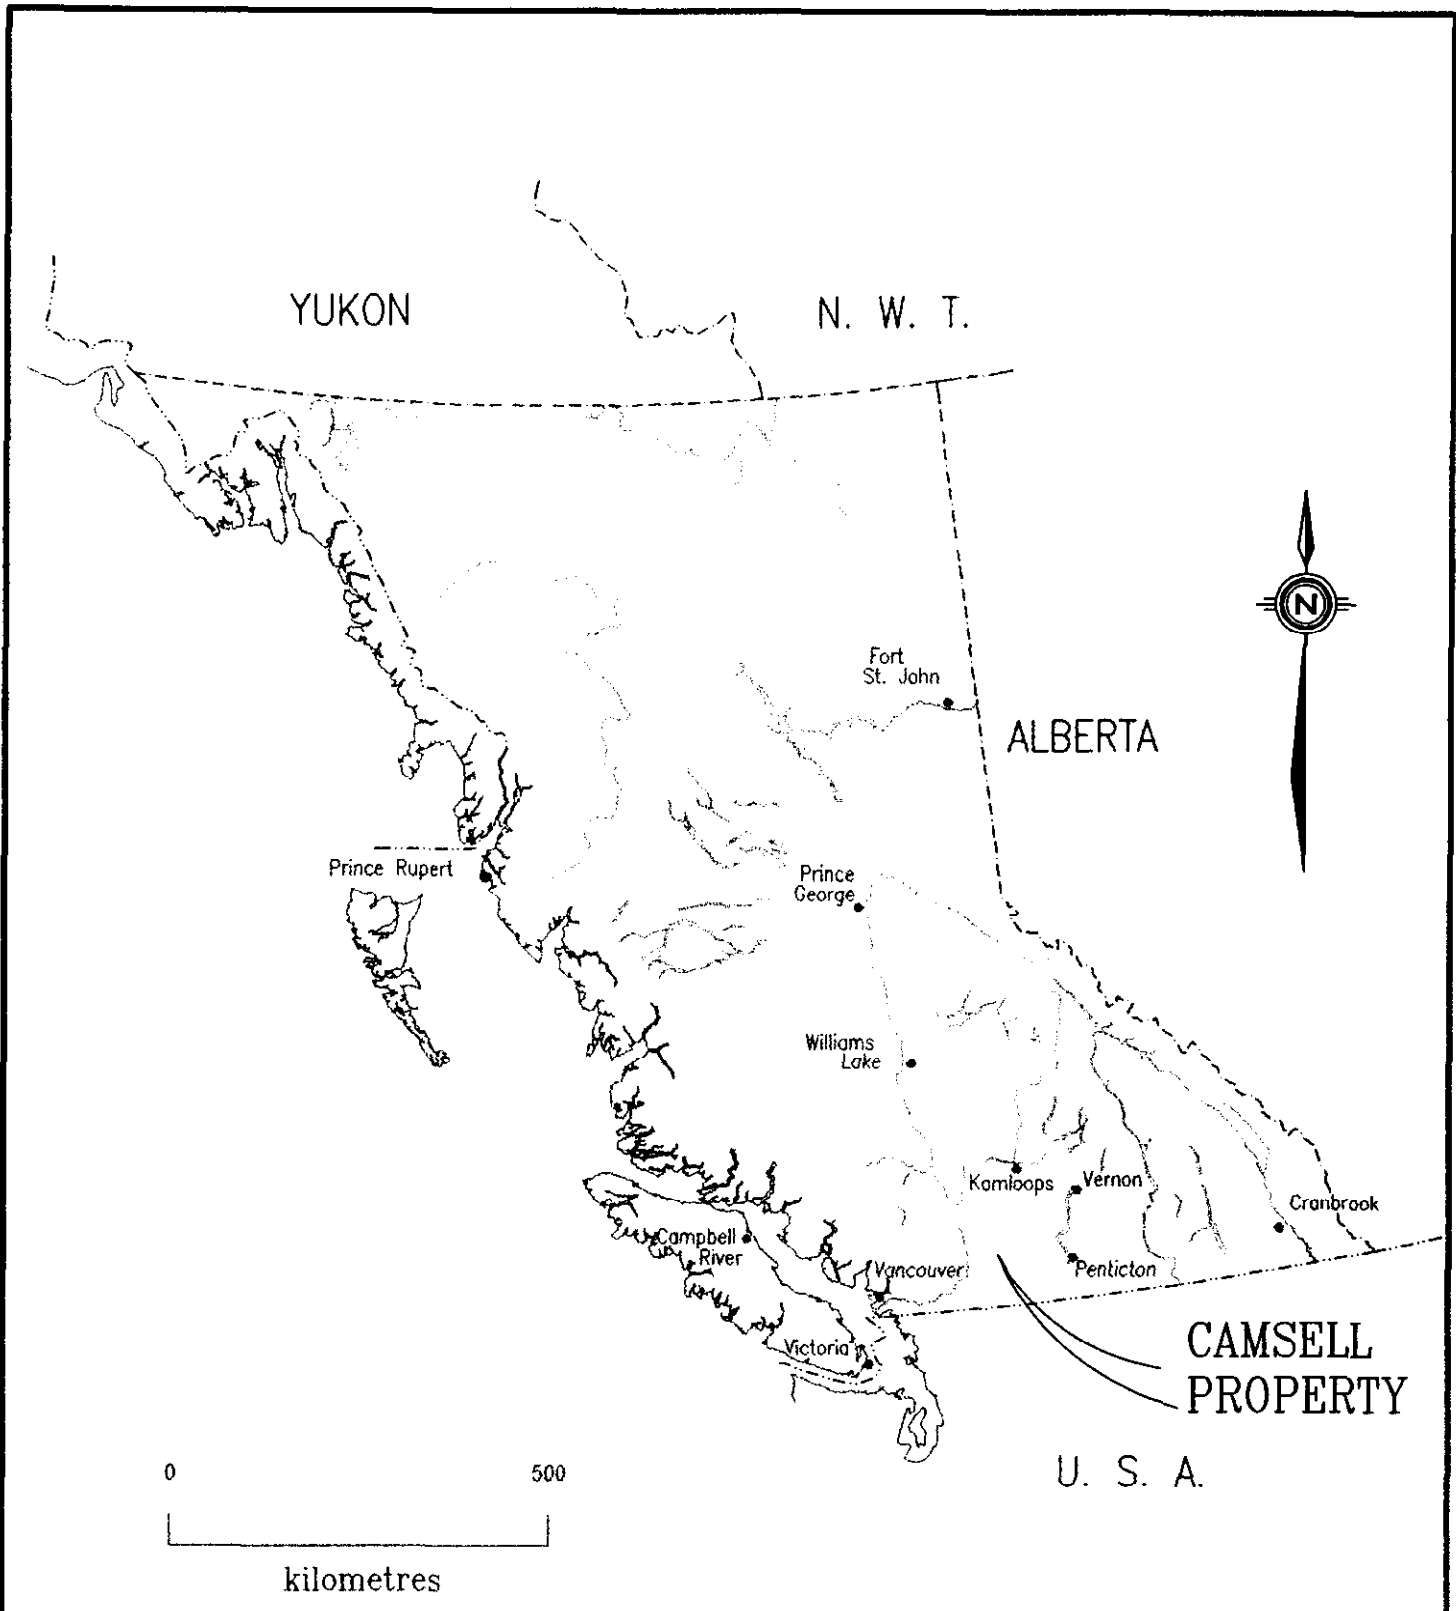 YUKON
N. W. T.
N
Fort
St. John
ALBERTA
Prince Rupert
Prince
George
Williams
Lake
Kamloops
Vernon
Cranbrook
Campbell
River
Vancouver
Penticton
Victoria
CAMSELL
PROPERTY
U. S. A.
0 500
kilometres